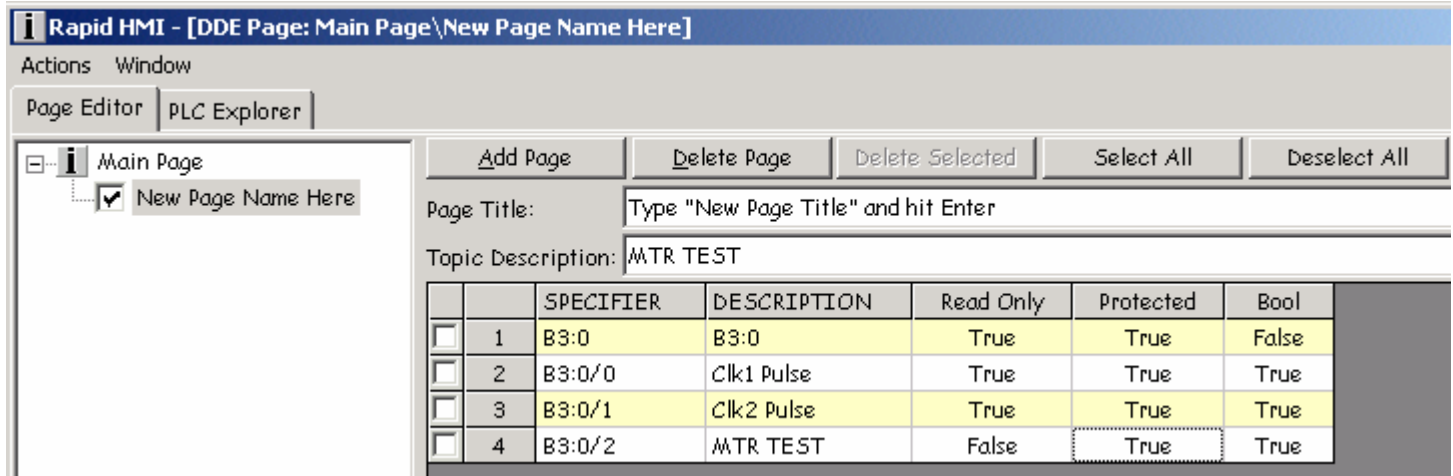 Rapid HMI - [DDE Page: Main Page\New Page Name Here]
Actions Window
Page Editor PLC Explorer
Main Page
New Page Name Here
Add Page Delete Page Delete Selected Select All Deselect All
Page Title: Type "New Page Title" and hit Enter
Topic Description: MTR TEST
SPECIFIER DESCRIPTION Read Only Protected Bool
1 B3:0 B3:0 True True False
2 B3:0/0 Clk1 Pulse True True True
3 B3:0/1 Clk2 Pulse True True True
4 B3:0/2 MTR TEST False True True